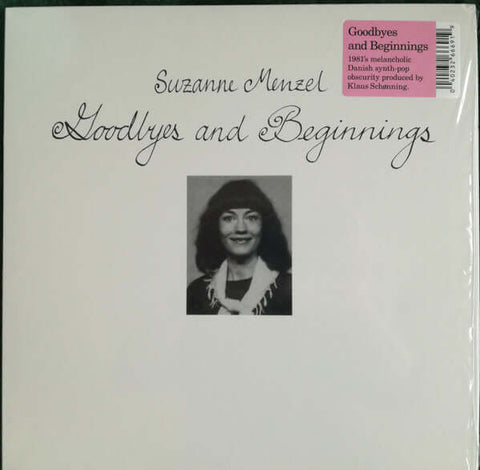 Goodbyes
and Beginnings
1981's melancholic
Danish synth-pop
obscurity produced by
Klaus Schønning.
Suzanne Menzel
Goodbyes and Beginnings